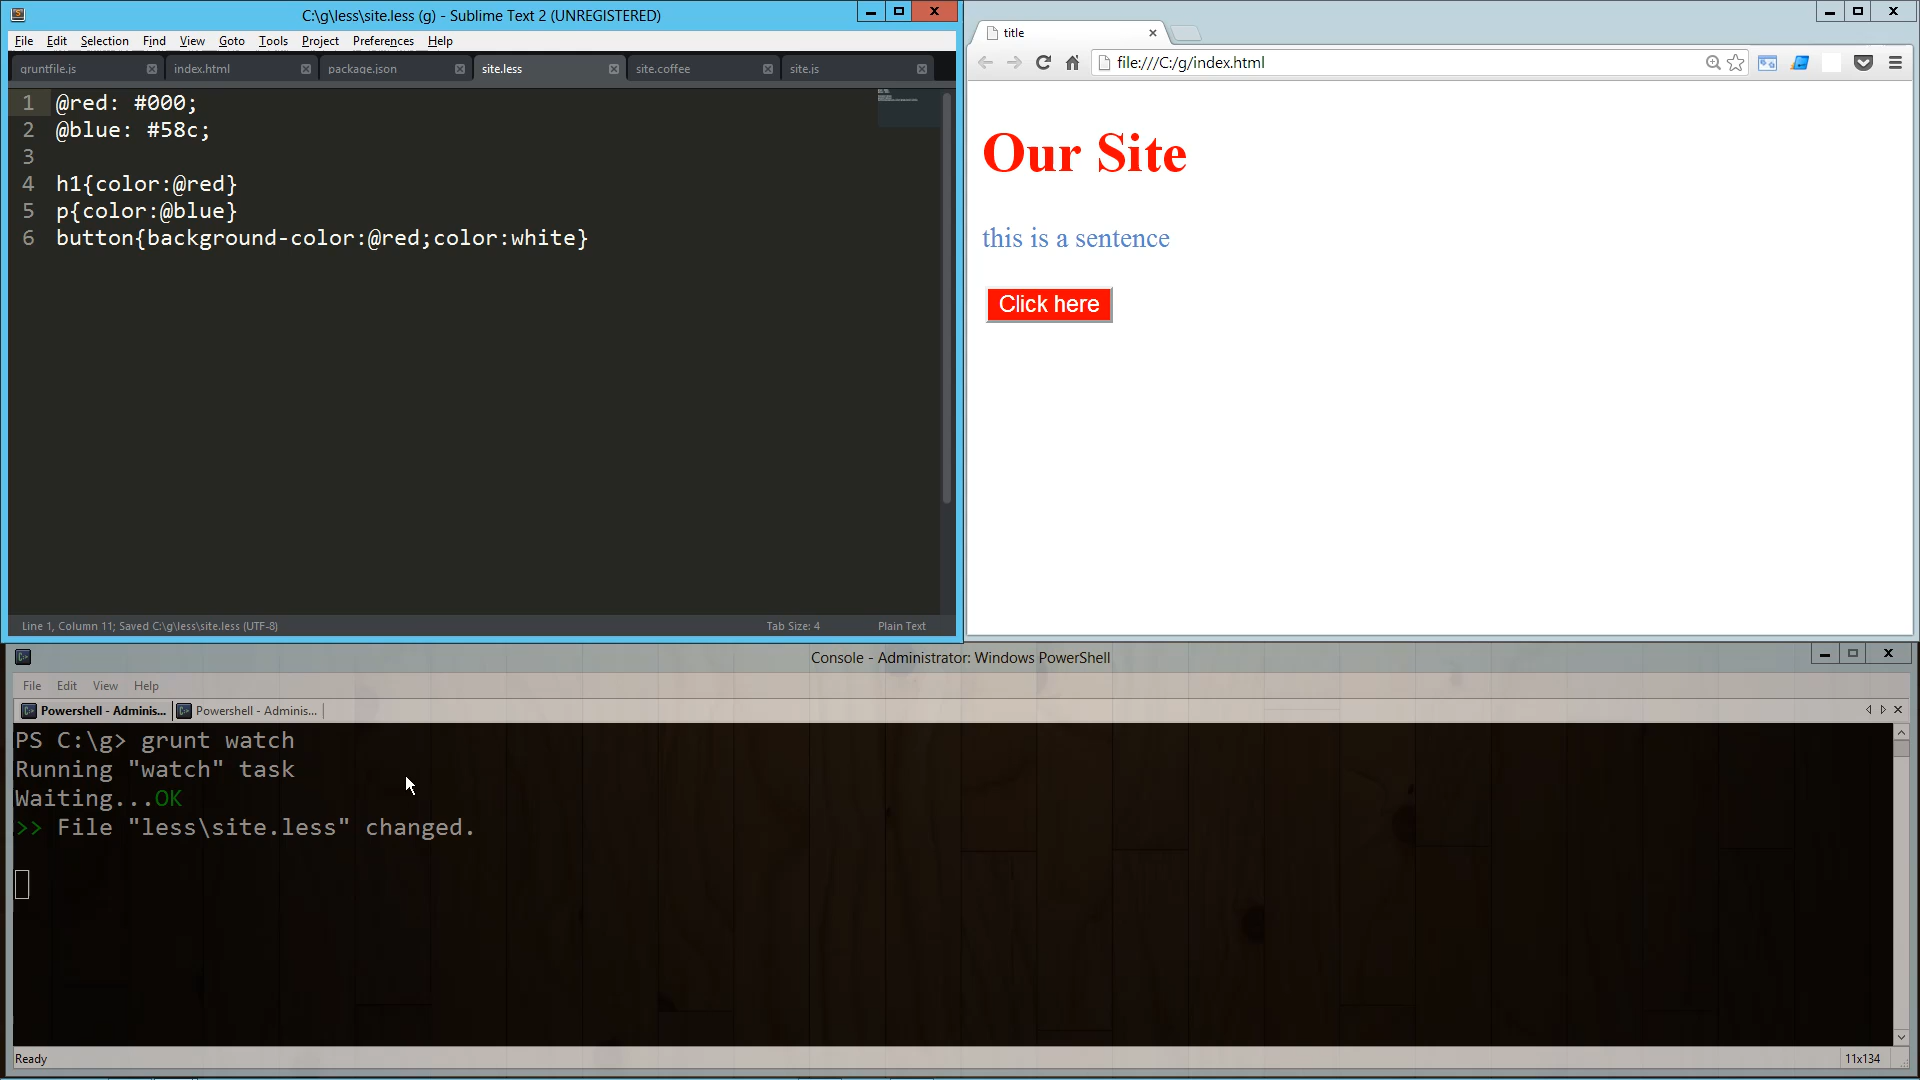 C:\g\less\site.less (g) - Sublime Text 2 (UNREGISTERED)
File Edit Selection Find View Goto Tools Project Preferences Help
gruntfile.js index.html package.json site.less site.coffee site.js
1 @red: #000;
2 @blue: #58c;
3
4 h1{color:@red}
5 p{color:@blue}
6 button{background-color:@red;color:white}
Line 1, Column 11; Saved C:\g\less\site.less (UTF-8) Tab Size: 4 Plain Text
title
file:///C:/g/index.html
Our Site
this is a sentence
Click here
Console - Administrator: Windows PowerShell
File Edit View Help
Powershell - Adminis... Powershell - Adminis...
PS C:\g> grunt watch
Running "watch" task
Waiting...OK
>> File "less\site.less" changed.
Ready 11x134